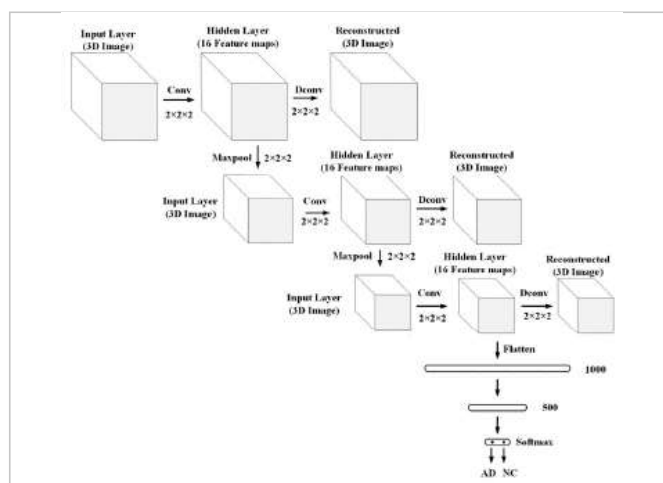 Input Layer
(3D Image)
Hidden Layer
(16 Feature maps)
Reconstructed
(3D Image)
Conv
2×2×2
Dconv
2×2×2
Maxpool
2×2×2
Input Layer
(3D Image)
Conv
2×2×2
Hidden Layer
(16 Feature maps)
Dconv
2×2×2
Reconstructed
(3D Image)
Maxpool
2×2×2
Input Layer
(3D Image)
Conv
2×2×2
Hidden Layer
(16 Feature maps)
Dconv
2×2×2
Reconstructed
(3D Image)
Flatten
1000
500
Softmax
AD NC